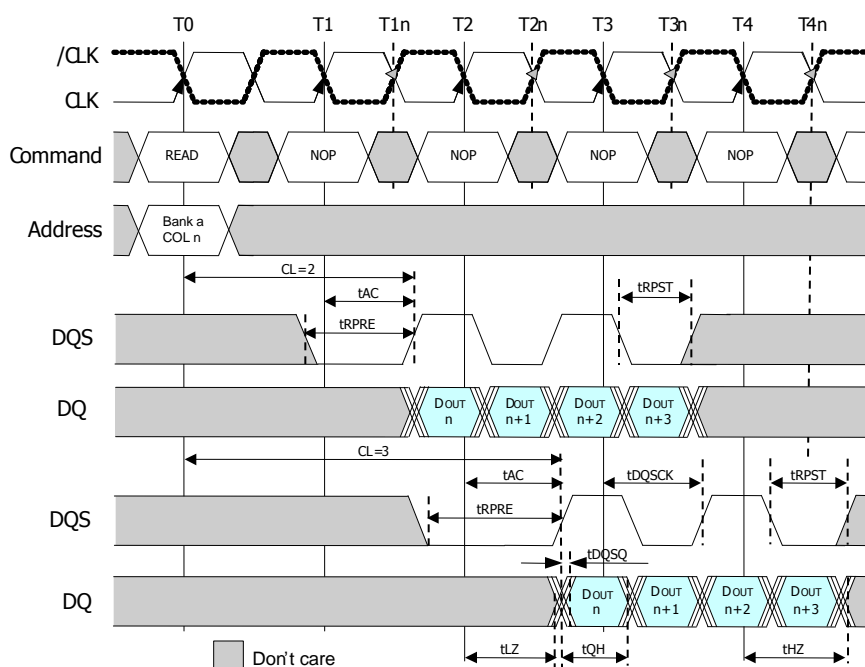 T0 T1 T1n T2 T2n T3 T3n T4 T4n
/CLK
CLK
Command READ NOP NOP NOP NOP
Address Bank a
COL n
CL=2
tAC tRPST
tRPRE
DQS
DQ DOUT DOUT DOUT DOUT
n n+1 n+2 n+3
CL=3
tAC tDQSCK tRPST
tRPRE
DQS
tDQSQ
DQ DOUT DOUT DOUT DOUT
n n+1 n+2 n+3
tLZ tQH tHZ
Don't care